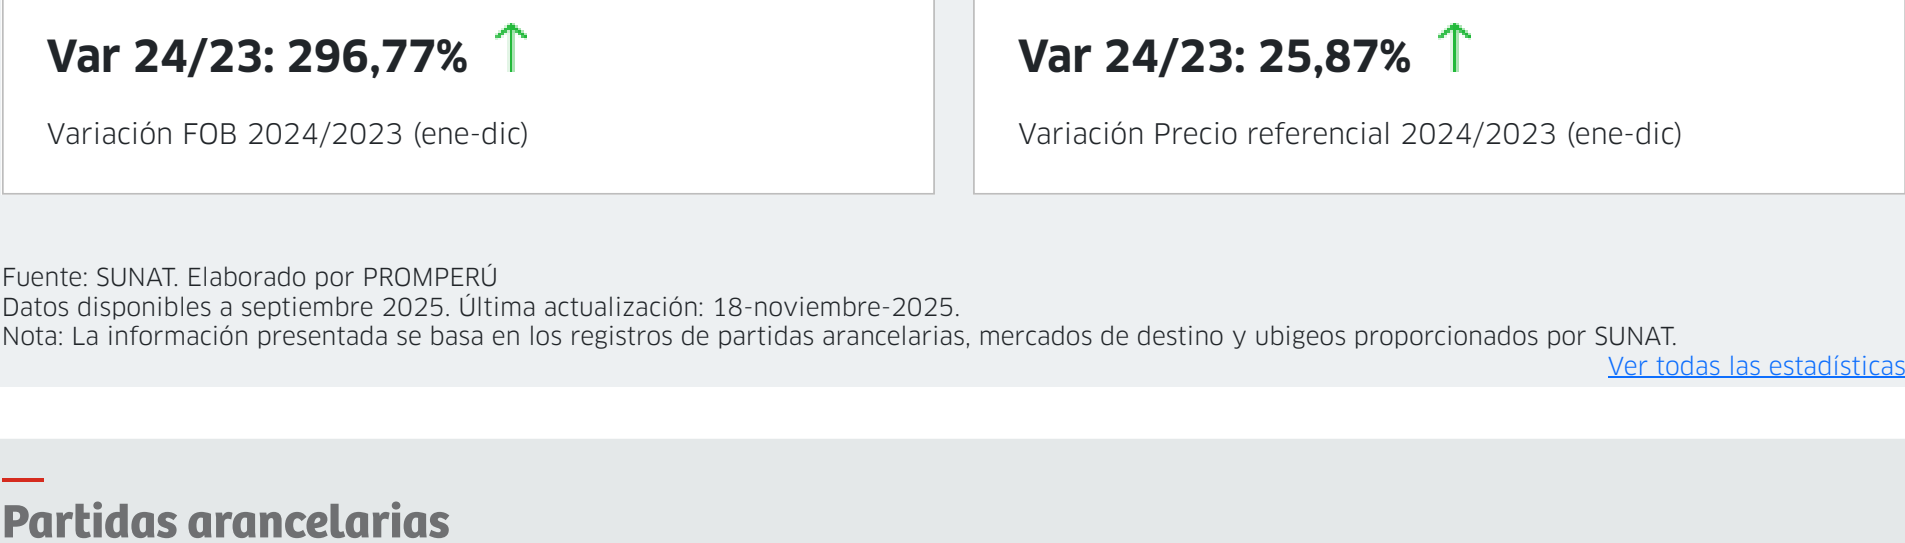 Var 24/23: 296,77%
Variación FOB 2024/2023 (ene-dic)
Var 24/23: 25,87%
Variación Precio referencial 2024/2023 (ene-dic)
Fuente: SUNAT. Elaborado por PROMPERÚ
Datos disponibles a septiembre 2025. Última actualización: 18-noviembre-2025.
Nota: La información presentada se basa en los registros de partidas arancelarias, mercados de destino y ubigeos proporcionados por SUNAT.
Ver todas las estadísticas
Partidas arancelarias